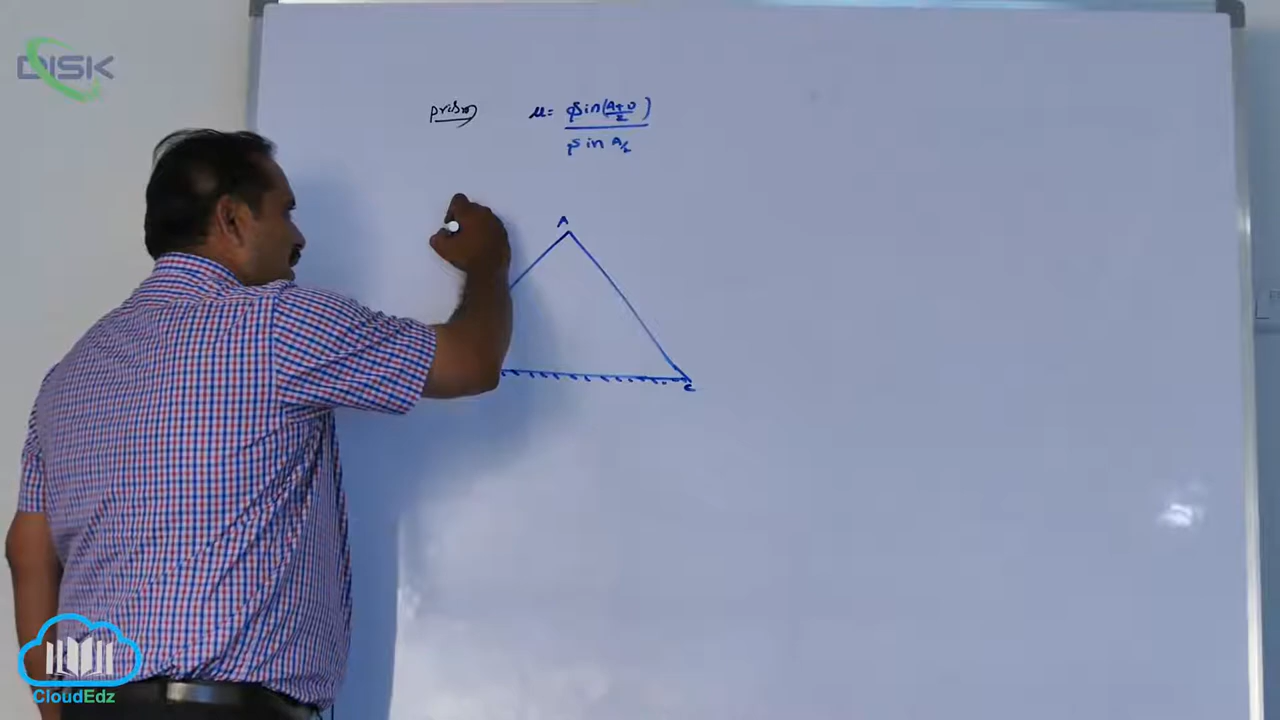 DISK
prism μ = Sin(A+D/2)
Sin A/2
A
C
CloudEdz